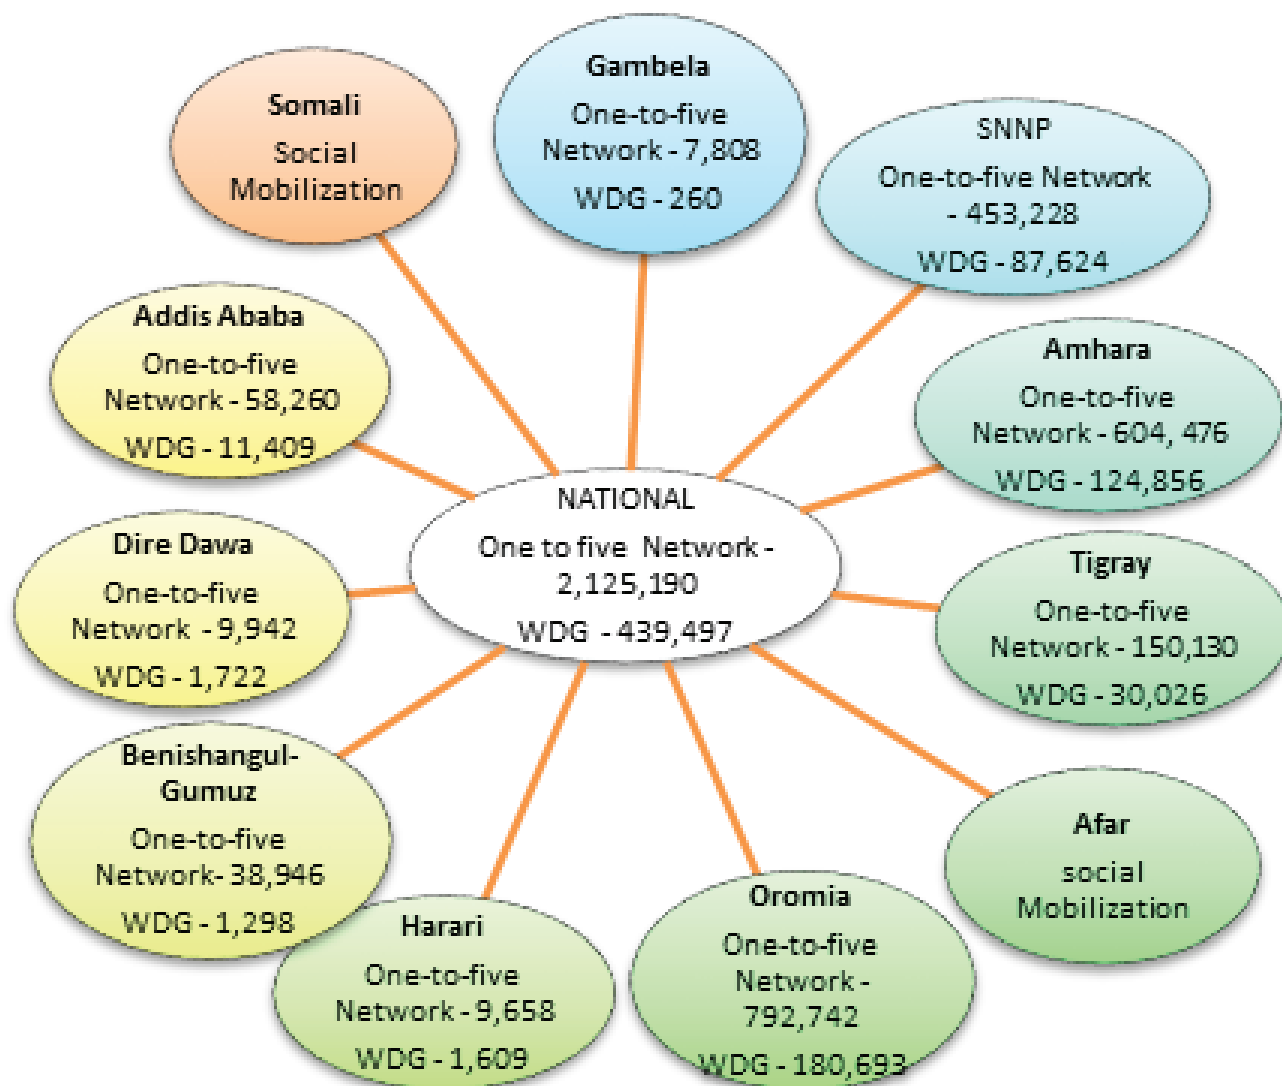 Somali
Social
Mobilization
Gambela
One-to-five
Network - 7,808
WDG - 260
SNNP
One-to-five Network
- 453,228
WDG - 87,624
Addis Ababa
One-to-five
Network - 58,260
WDG - 11,409
Amhara
One-to-five
Network - 604, 476
WDG - 124,856
NATIONAL
One to five Network -
2,125,190
WDG - 439,497
Dire Dawa
One-to-five
Network - 9,942
WDG - 1,722
Tigray
One-to-five
Network - 150,130
WDG - 30,026
Benishangul-
Gumuz
One-to-five
Network- 38,946
WDG - 1,298
Afar
social
Mobilization
Harari
One-to-five
Network - 9,658
WDG - 1,609
Oromia
One-to-five
Network -
792,742
WDG - 180,693